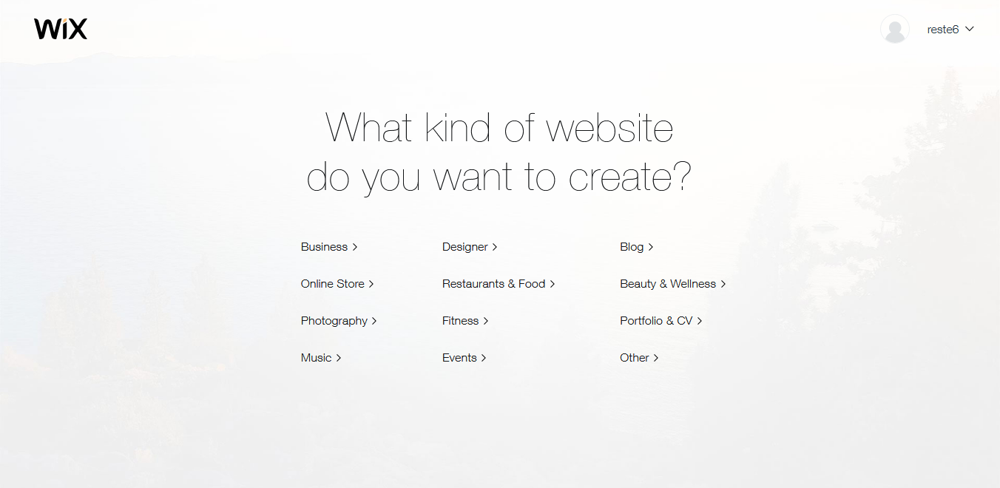 WiX
reste6
What kind of website
do you want to create?
Business
Designer
Blog
Online Store
Restaurants & Food
Beauty & Wellness
Photography
Fitness
Portfolio & CV
Music
Events
Other